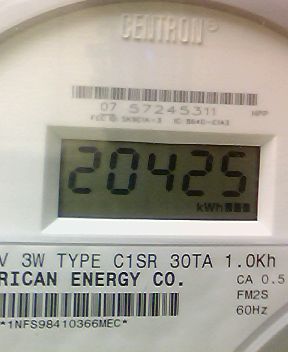 CENTRON®
07 57245311
20425
kWh
V 3W TYPE C1SR 30TA 1.0Kh
RICAN ENERGY CO.
CA 0.5
FM2S
60Hz
*1NFS98410366MEC*